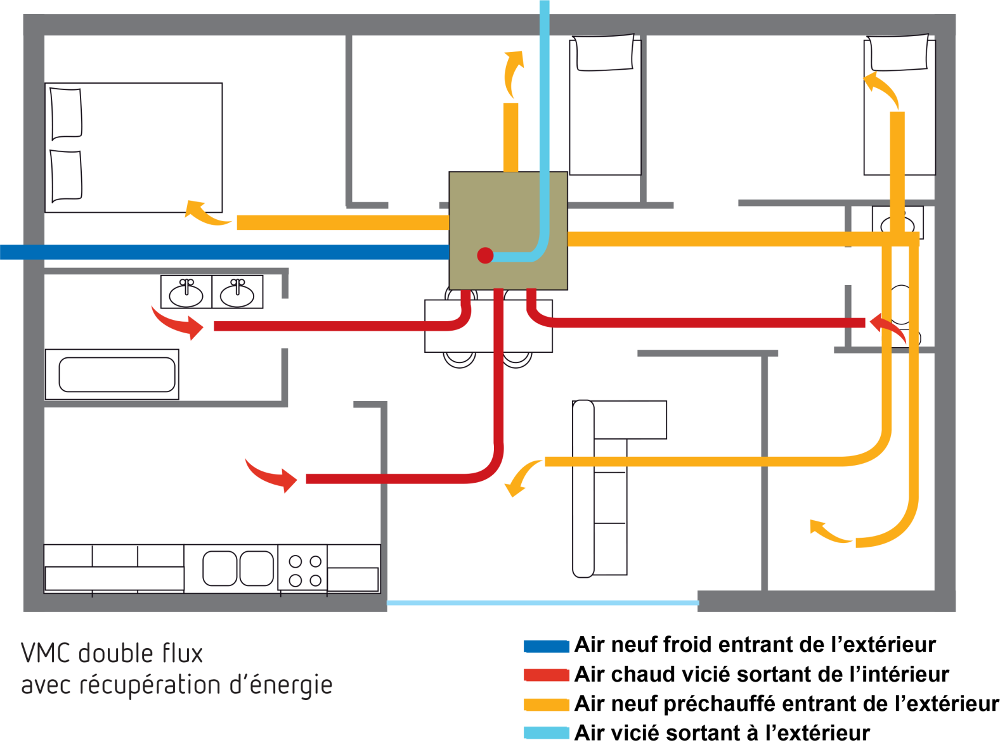 VMC double flux
avec récupération d’énergie
Air neuf froid entrant de l’extérieur
Air chaud vicié sortant de l’intérieur
Air neuf préchauffé entrant de l’extérieur
Air vicié sortant à l’extérieur